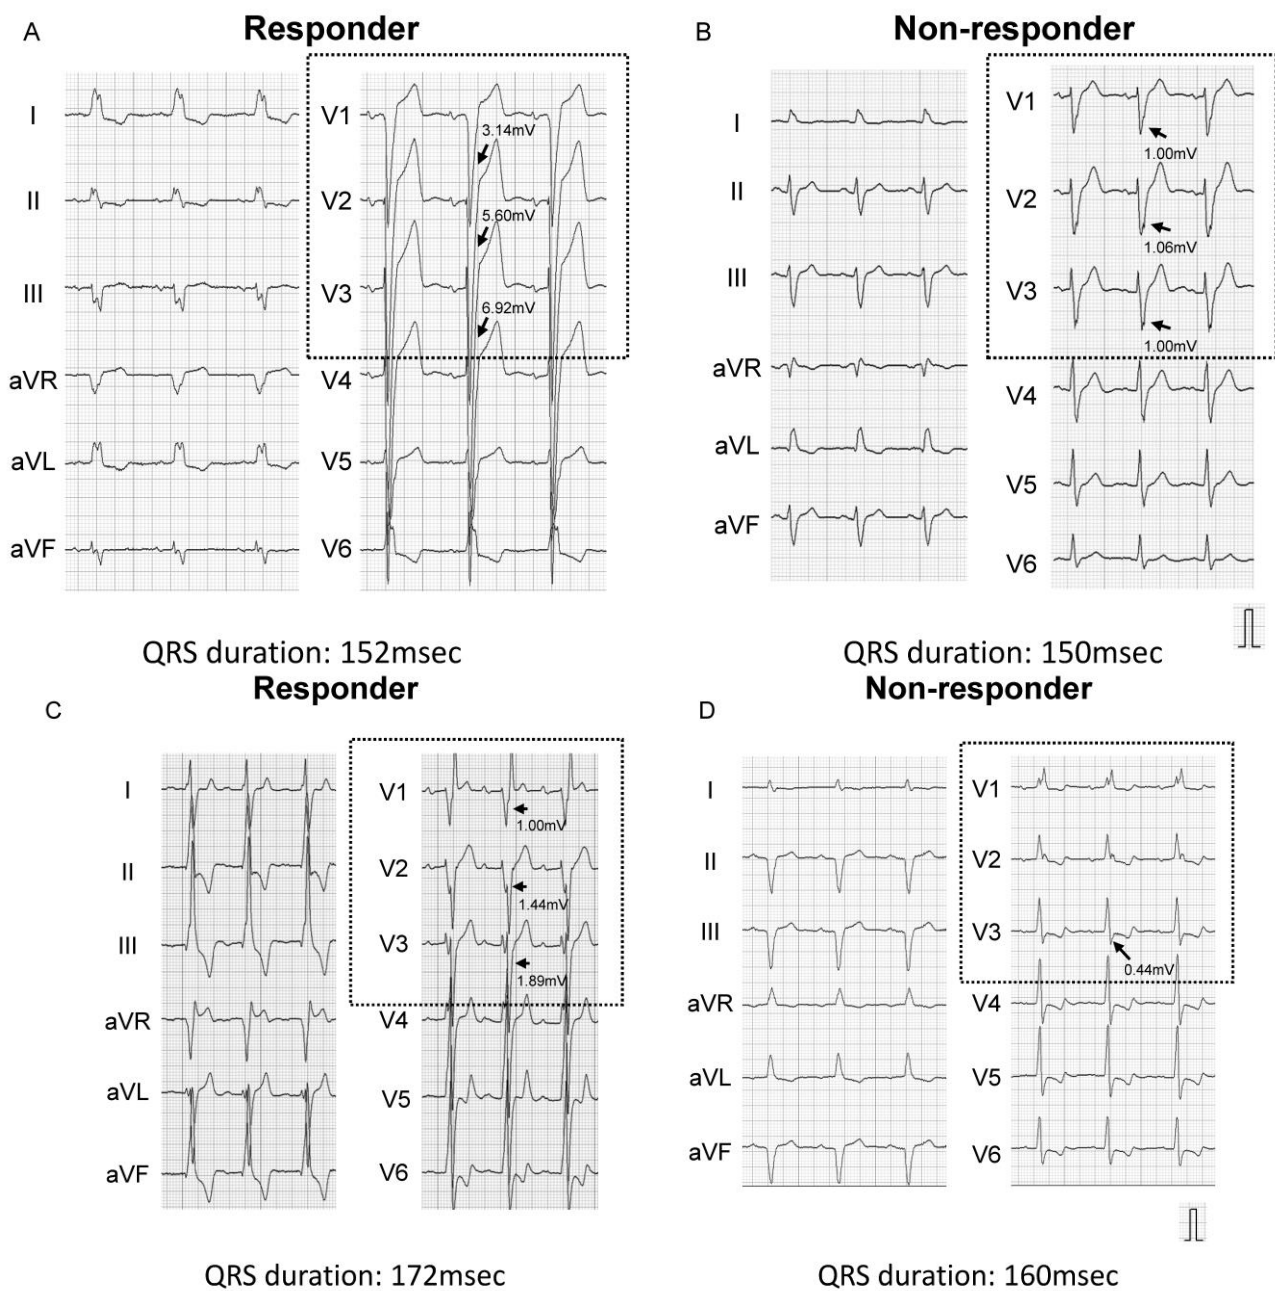 A
Responder
I
II
III
aVR
aVL
aVF
V1
3.14mV
V2
5.60mV
V3
6.92mV
V4
V5
V6
QRS duration: 152msec
B
Non-responder
I
II
III
aVR
aVL
aVF
V1
1.00mV
V2
1.06mV
V3
1.00mV
V4
V5
V6
QRS duration: 150msec
C
Responder
I
II
III
aVR
aVL
aVF
V1
1.00mV
V2
1.44mV
V3
1.89mV
V4
V5
V6
QRS duration: 172msec
D
Non-responder
I
II
III
aVR
aVL
aVF
V1
V2
V3
0.44mV
V4
V5
V6
QRS duration: 160msec